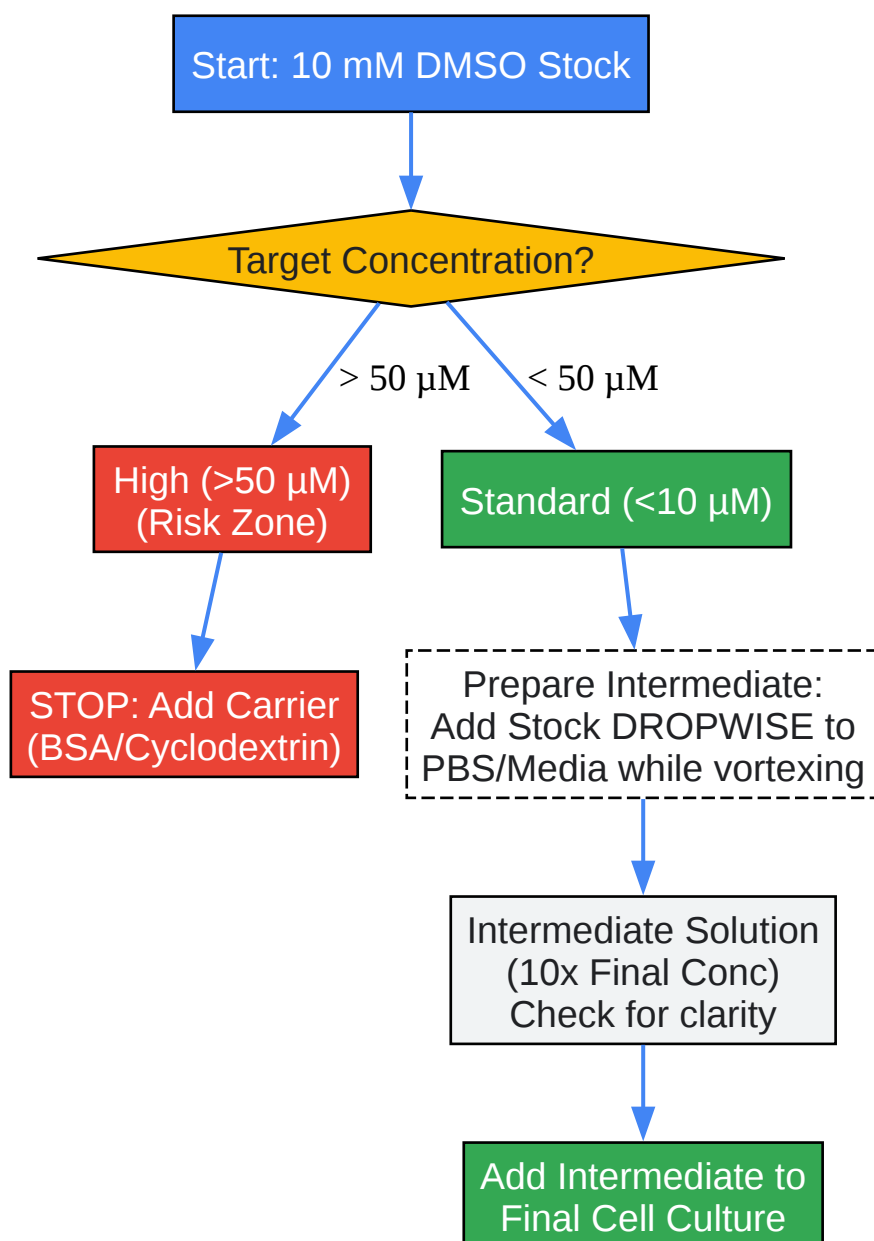 Start: 10 mM DMSO Stock
Target Concentration?
> 50 µM
< 50 µM
High (>50 µM)
(Risk Zone)
Standard (<10 µM)
STOP: Add Carrier
(BSA/Cyclodextrin)
Prepare Intermediate:
Add Stock DROPWISE to
PBS/Media while vortexing
Intermediate Solution
(10x Final Conc)
Check for clarity
Add Intermediate to
Final Cell Culture